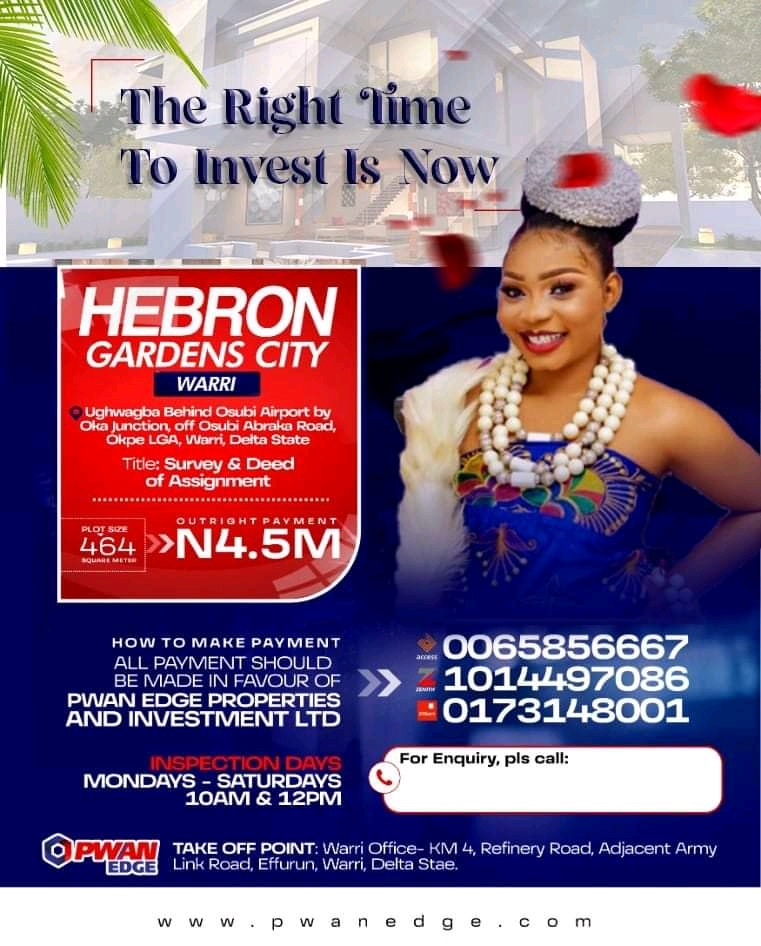 The Right Time
To Invest Is Now
HEBRON
GARDENS CITY
WARRI
Ughwagba Behind Osubi Airport by
Oka Junction, off Osubi Abraka Road,
Okpe LGA, Warri, Delta State
Title: Survey & Deed
of Assignment
PLOT SIZE
464
SQUARE METER
OUTRIGHT PAYMENT
N4.5M
HOW TO MAKE PAYMENT
ALL PAYMENT SHOULD
BE MADE IN FAVOUR OF
PWAN EDGE PROPERTIES
AND INVESTMENT LTD
access 0065856667
ZENITH 1014497086
0173148001
INSPECTION DAYS
MONDAYS - SATURDAYS
10AM & 12PM
For Enquiry, pls call:
PWAN
EDGE
TAKE OFF POINT: Warri Office- KM 4, Refinery Road, Adjacent Army
Link Road, Effurun, Warri, Delta Stae.
www.pwanedge.com